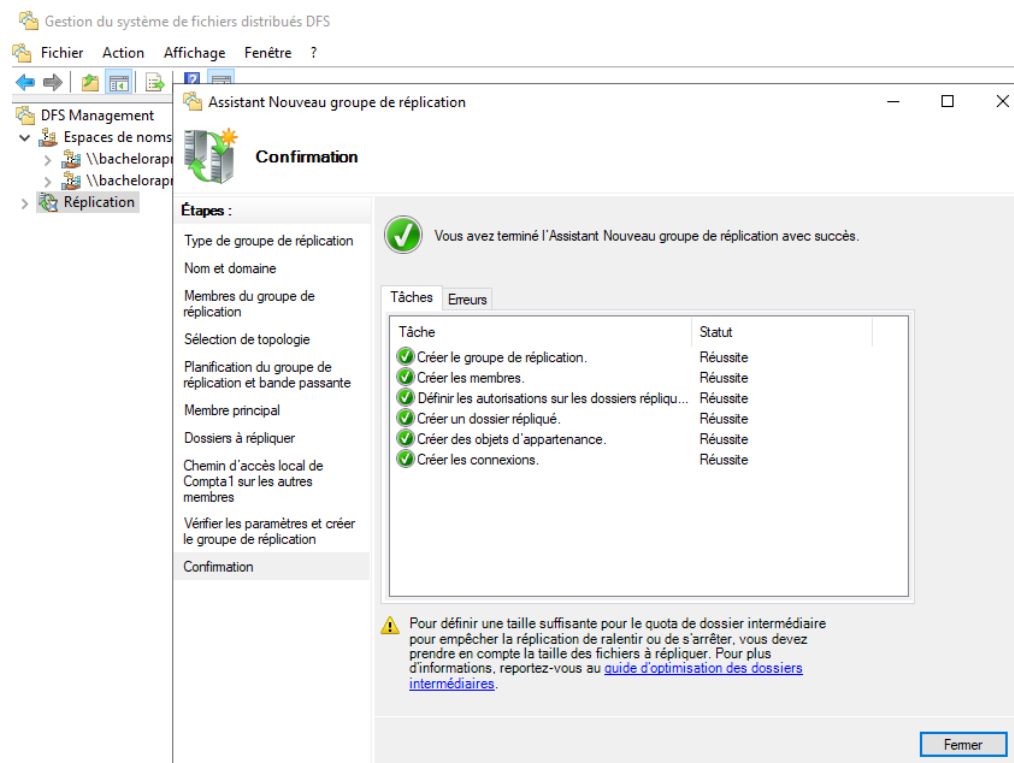 Gestion du système de fichiers distribués DFS
Fichier Action Affichage Fenêtre ?
Assistant Nouveau groupe de réplication
DFS Management
Espaces de noms
\\bachelorapr
\\bachelorapr
Réplication
Confirmation
Étapes :
Type de groupe de réplication
Nom et domaine
Membres du groupe de
réplication
Sélection de topologie
Planification du groupe de
réplication et bande passante
Membre principal
Dossiers à répliquer
Chemin d'accès local de
Compta1 sur les autres
membres
Vérifier les paramètres et créer
le groupe de réplication
Confirmation
Vous avez terminé l'Assistant Nouveau groupe de réplication avec succès.
Tâches Erreurs
Tâche Statut
Créer le groupe de réplication. Réussite
Créer les membres. Réussite
Définir les autorisations sur les dossiers répliqu... Réussite
Créer un dossier répliqué. Réussite
Créer des objets d'appartenance. Réussite
Créer les connexions. Réussite
Pour définir une taille suffisante pour le quota de dossier intermédiaire
pour empêcher la réplication de ralentir ou de s'arrêter, vous devez
prendre en compte la taille des fichiers à répliquer. Pour plus
d'informations, reportez-vous au guide d'optimisation des dossiers
intermédiaires.
Fermer